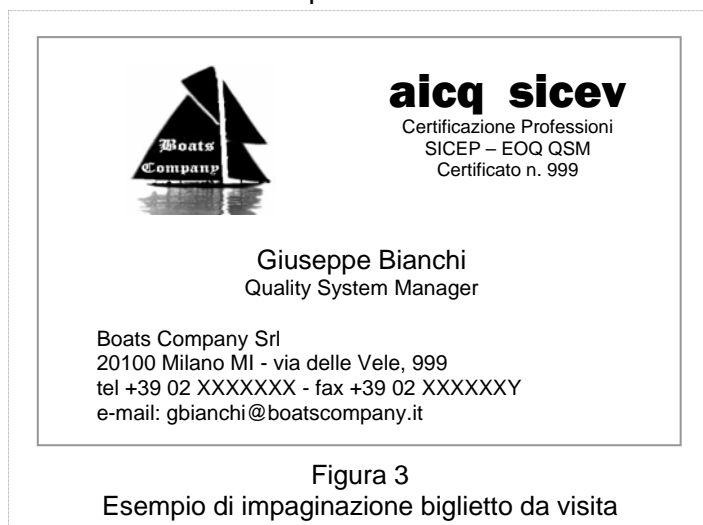 Boats
Company
aicq sicev
Certificazione Professioni
SICEP – EOQ QSM
Certificato n. 999
Giuseppe Bianchi
Quality System Manager
Boats Company Srl
20100 Milano MI - via delle Vele, 999
tel +39 02 XXXXXXX - fax +39 02 XXXXXXY
e-mail: gbianchi@boatscompany.it
Figura 3
Esempio di impaginazione biglietto da visita